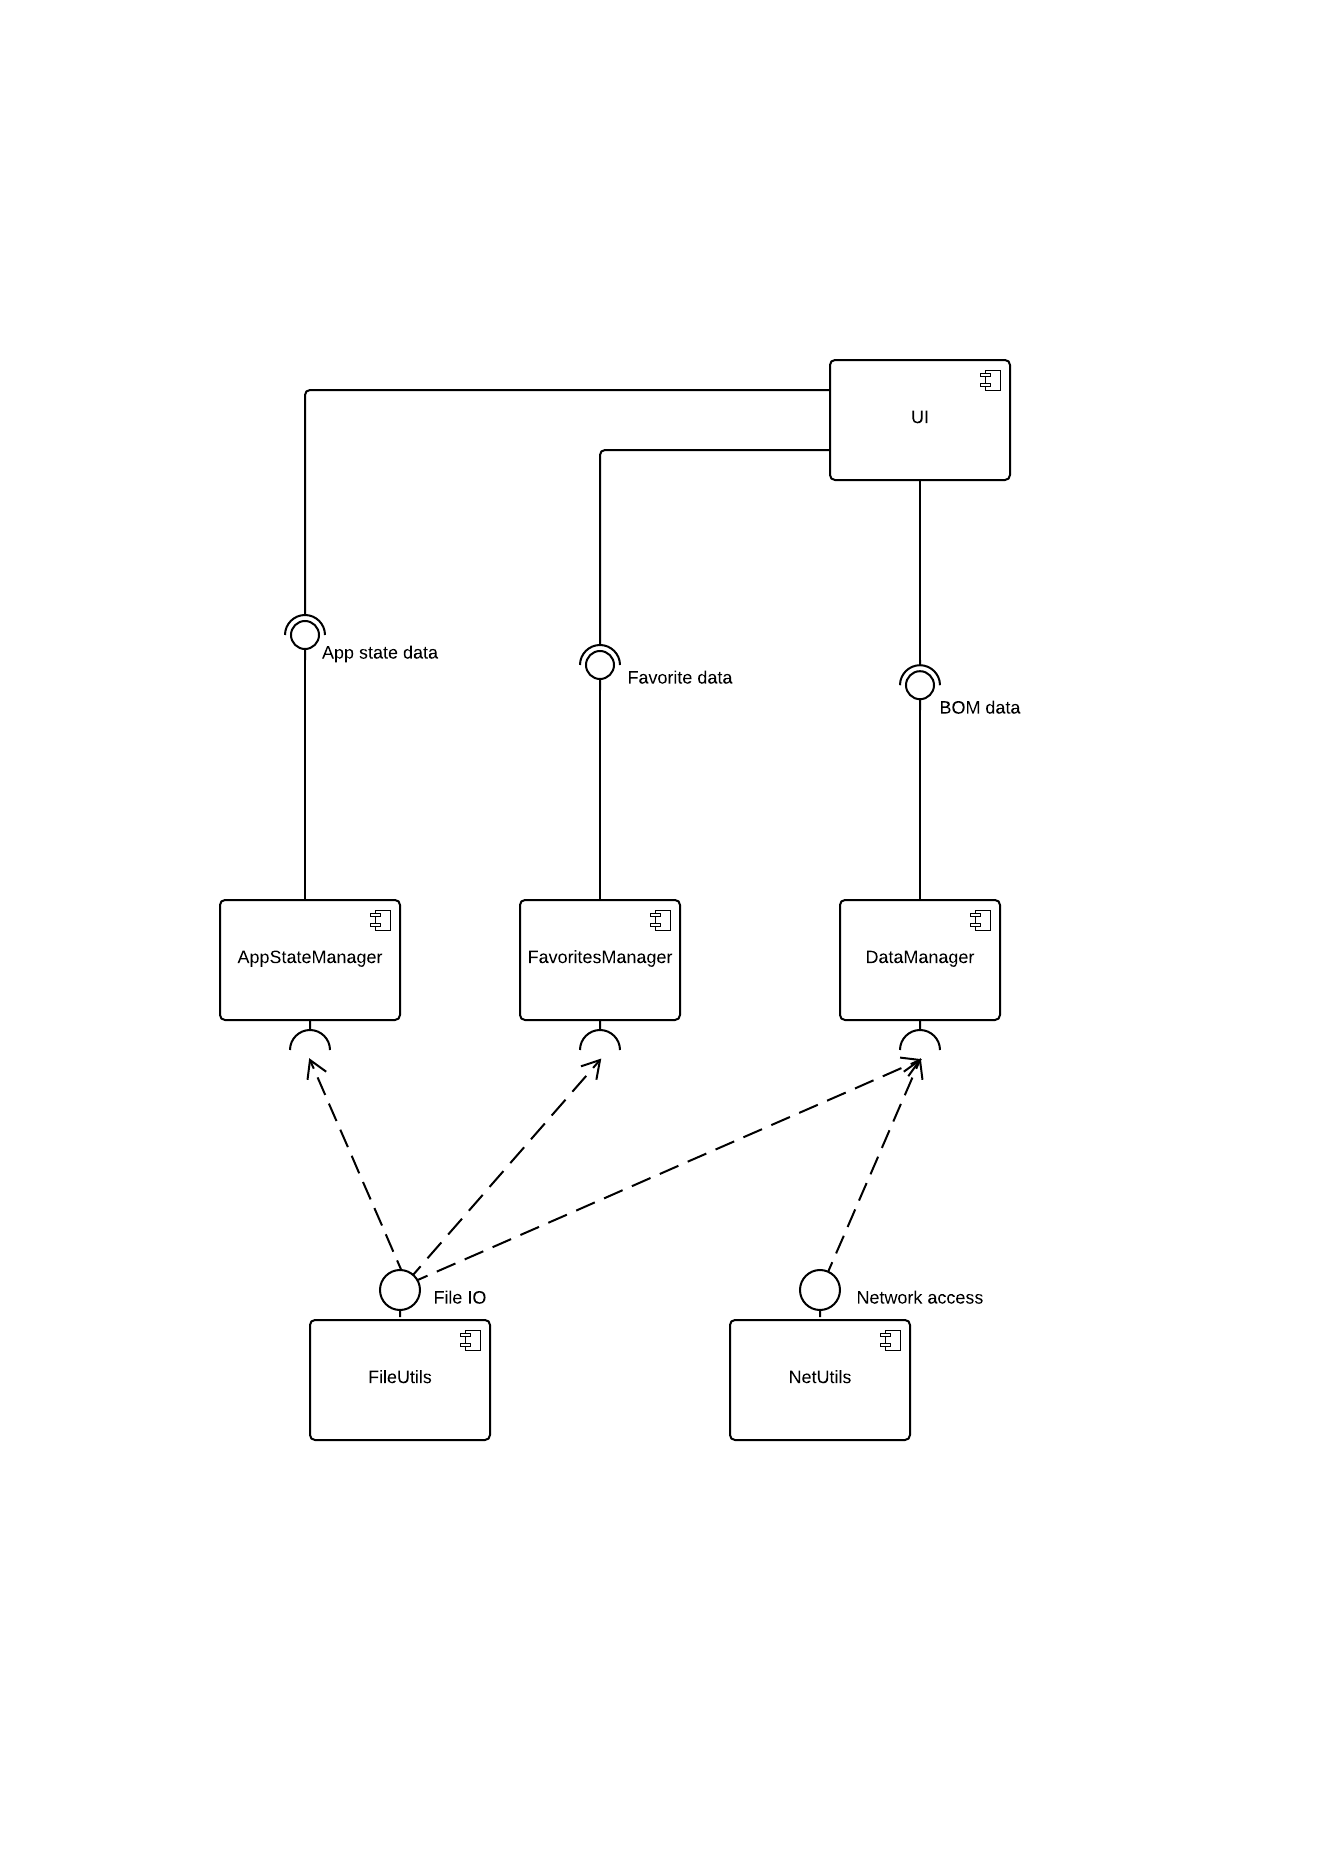 UI
App state data
Favorite data
BOM data
AppStateManager
FavoritesManager
DataManager
File IO
Network access
FileUtils
NetUtils